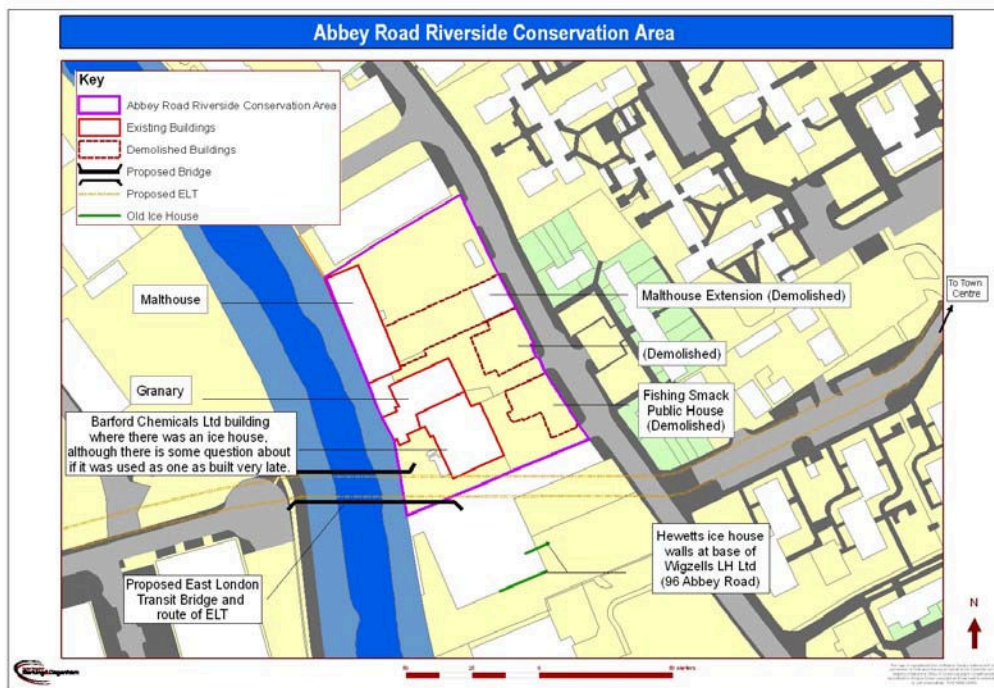 Abbey Road Riverside Conservation Area
Key
Abbey Road Riverside Conservation Area
Existing Buildings
Demolished Buildings
Proposed Bridge
Proposed ELT
Old Ice House
Malthouse
Malthouse Extension (Demolished)
To Town
Centre
(Demolished)
Granary
Fishing Smack
Public House
(Demolished)
Barford Chemicals Ltd building
where there was an ice house,
although there is some question about
if it was used as one as built very late.
Hewetts ice house
walls at base of
Wigzells LH Ltd
(96 Abbey Road)
Proposed East London
Transit Bridge and
route of ELT
N